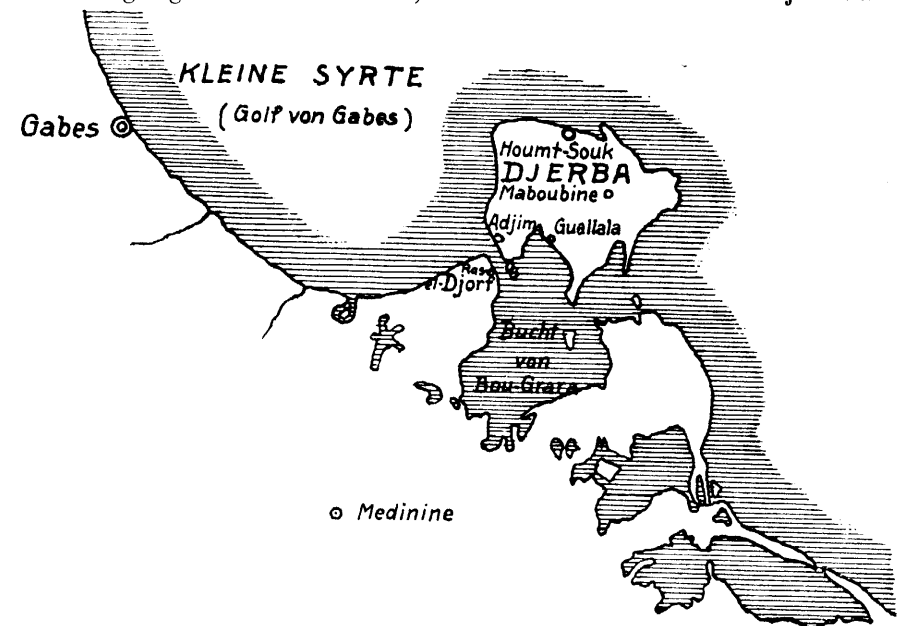 KLEINE SYRTE
(Golf von Gabes)
Gabes
Houmt-Souk
DJERBA
Maboubine
Adjim
Guellala
Ras
el-Djorf
Bucht
von
Bou-Grara
Medinine